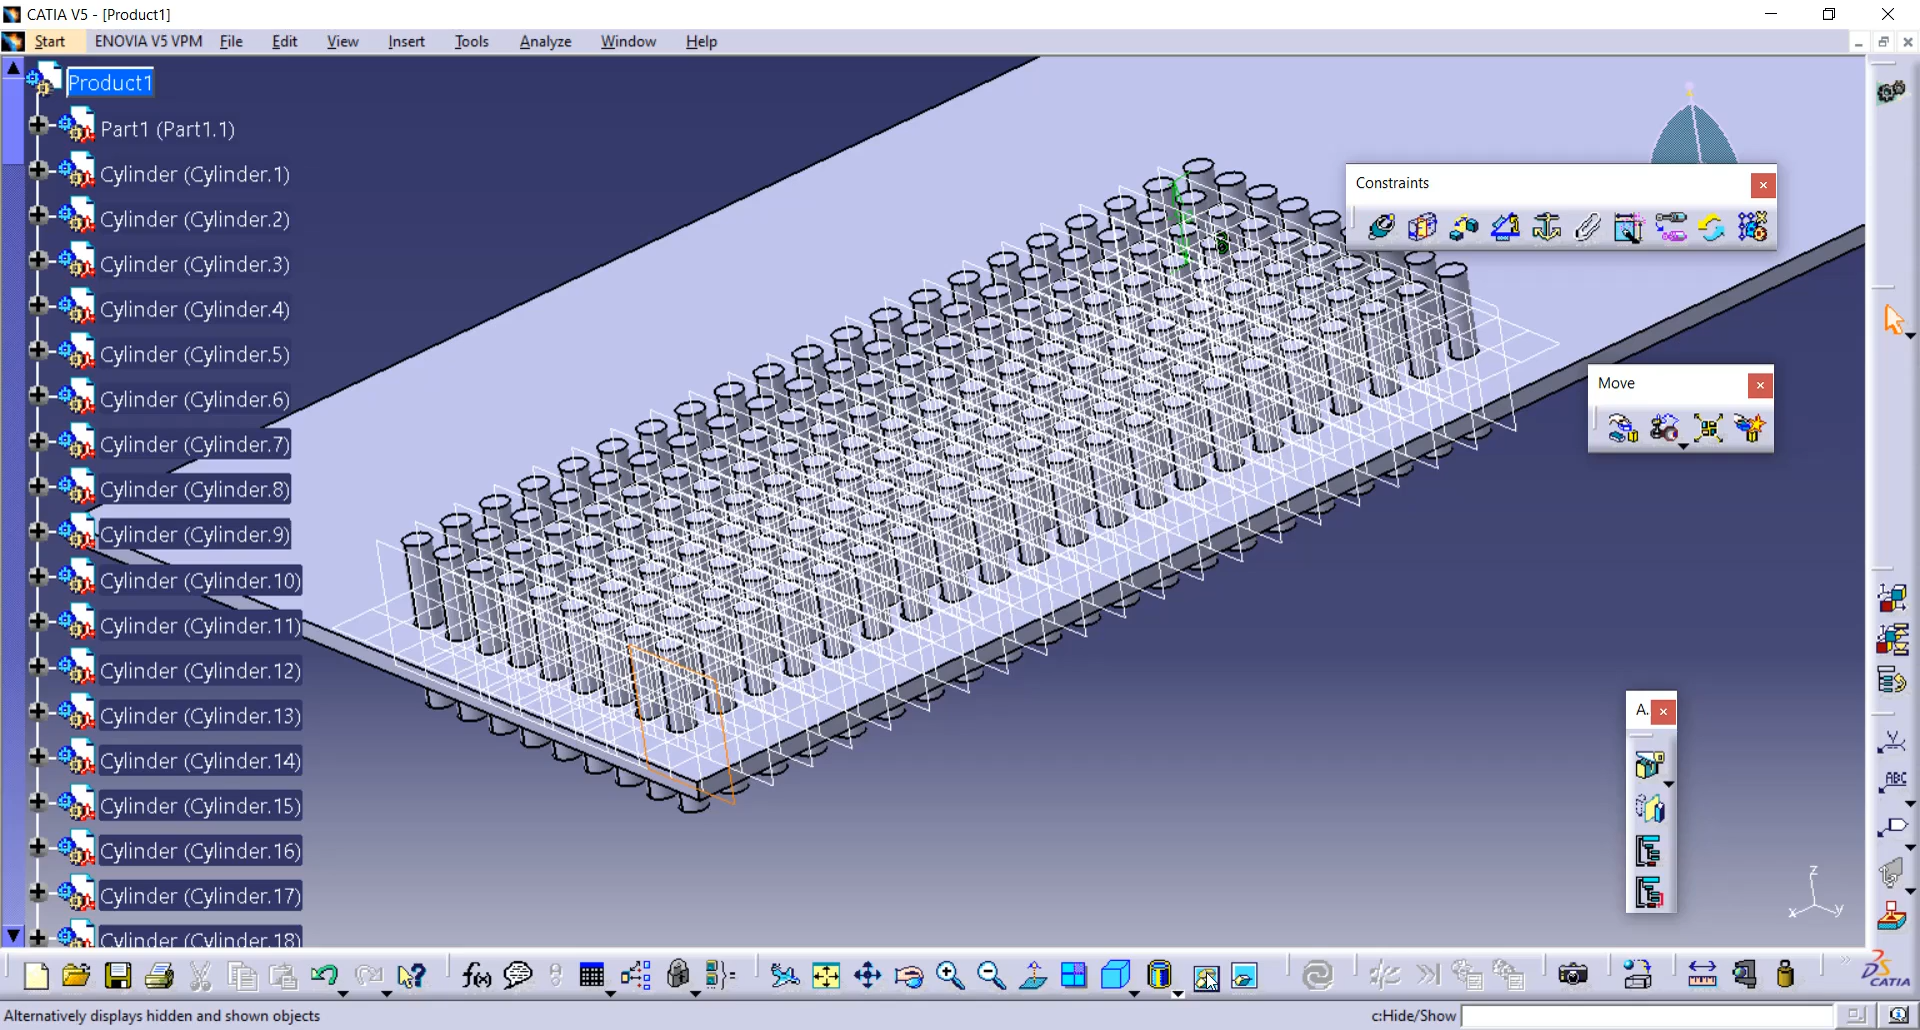 CATIA V5 - [Product1]
Start ENOVIA V5 VPM File Edit View Insert Tools Analyze Window Help
Product1
Part1 (Part1.1)
Cylinder (Cylinder.1)
Cylinder (Cylinder.2)
Cylinder (Cylinder.3)
Cylinder (Cylinder.4)
Cylinder (Cylinder.5)
Cylinder (Cylinder.6)
Cylinder (Cylinder.7)
Cylinder (Cylinder.8)
Cylinder (Cylinder.9)
Cylinder (Cylinder.10)
Cylinder (Cylinder.11)
Cylinder (Cylinder.12)
Cylinder (Cylinder.13)
Cylinder (Cylinder.14)
Cylinder (Cylinder.15)
Cylinder (Cylinder.16)
Cylinder (Cylinder.17)
Cylinder (Cylinder.18)
Constraints
Move
A.
ABC
z
x y
f(x)
CATIA
Alternatively displays hidden and shown objects
c:Hide/Show